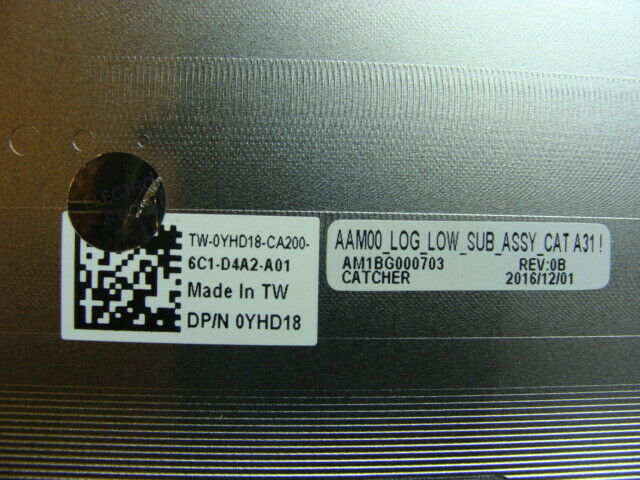 TW-0YHD18-CA200-
6C1-D4A2-A01
Made In TW
DP/N 0YHD18
AAM00_LOG_LOW_SUB_ASSY_CAT A31 !
AM1BG000703 REV:0B
CATCHER 2016/12/01